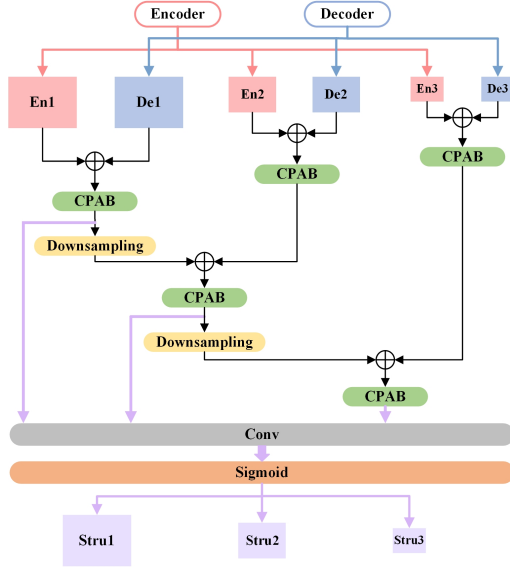 Encoder Decoder
En1 De1 En2 De2 En3 De3
CPAB
CPAB
CPAB
Downsampling
CPAB
Downsampling
CPAB
Conv
Sigmoid
Stru1 Stru2 Stru3